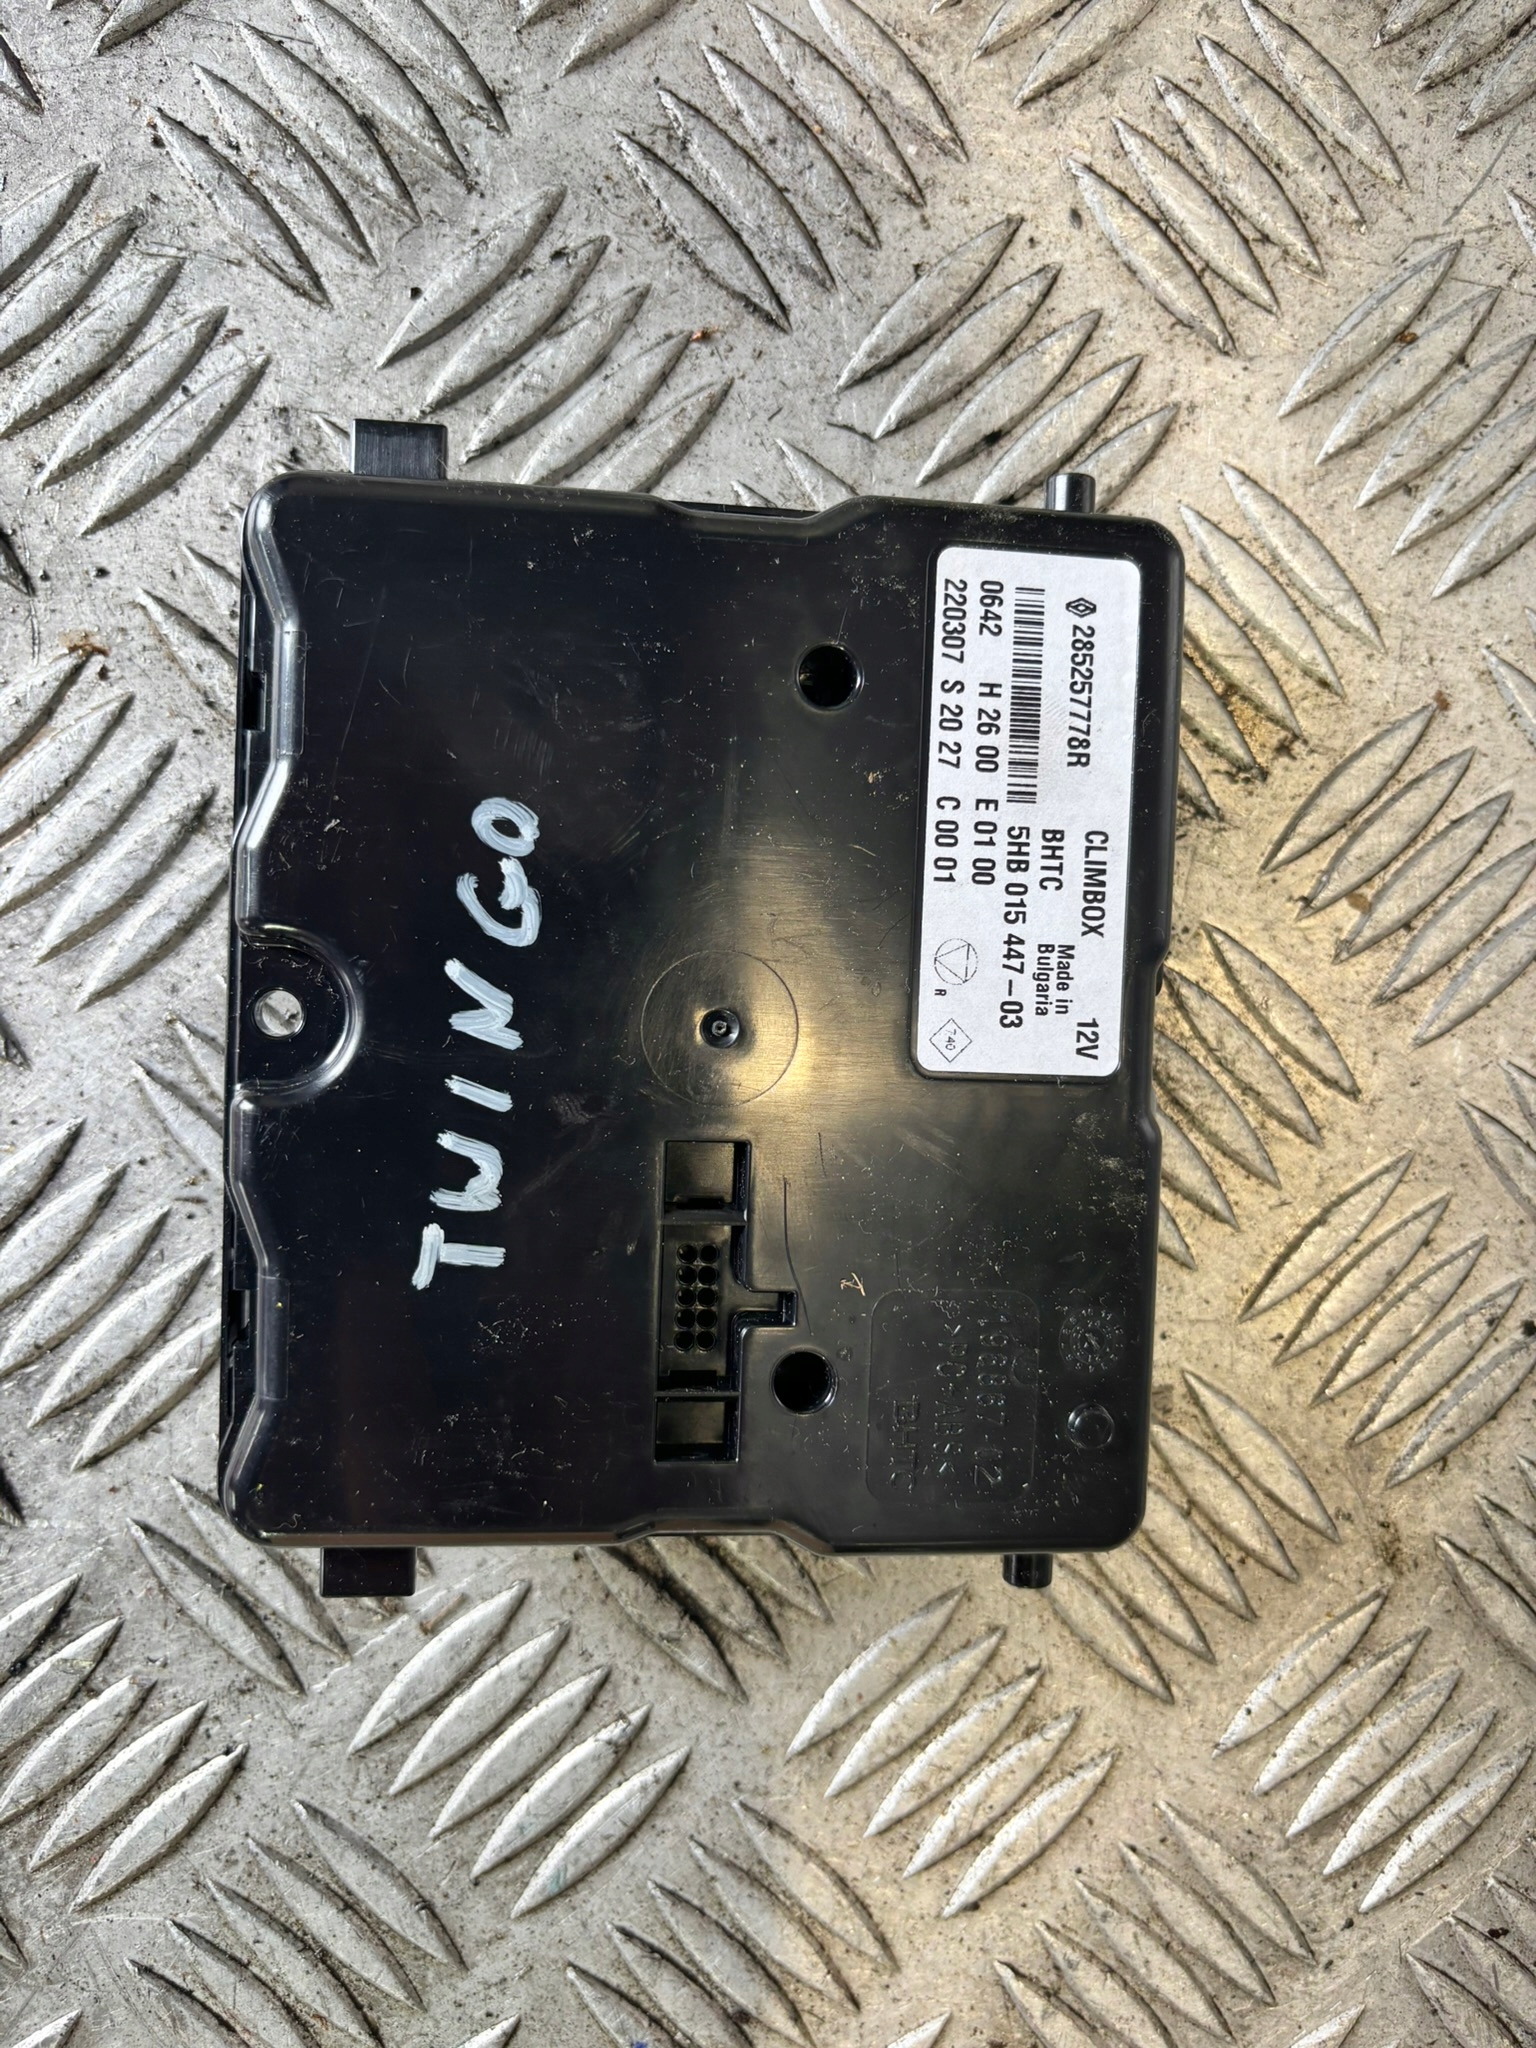 285257778R CLIMBOX 12V
BHTC Made in
Bulgaria
5HB 015 447-03
0642 H 26 00 E 01 00
220307 S 20 27 C 00 01
R
740
TWINGO
BHTC